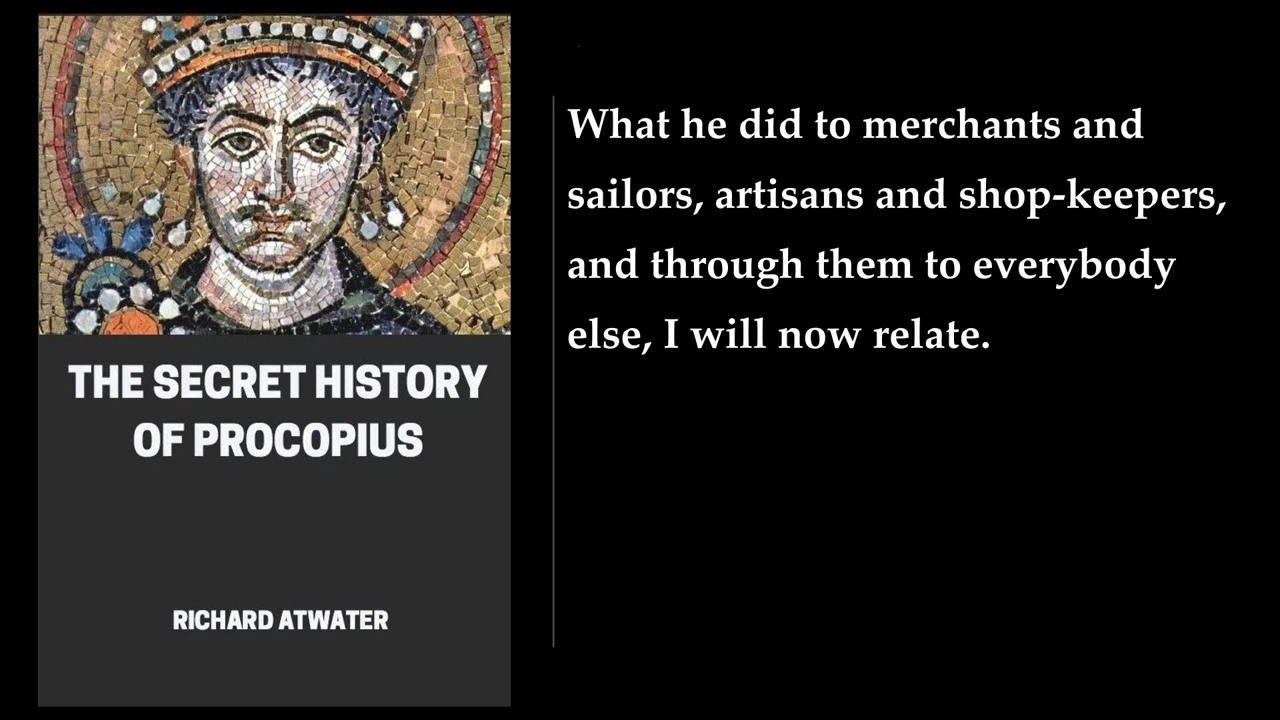 THE SECRET HISTORY
OF PROCOPIUS
RICHARD ATWATER
What he did to merchants and
sailors, artisans and shop-keepers,
and through them to everybody
else, I will now relate.